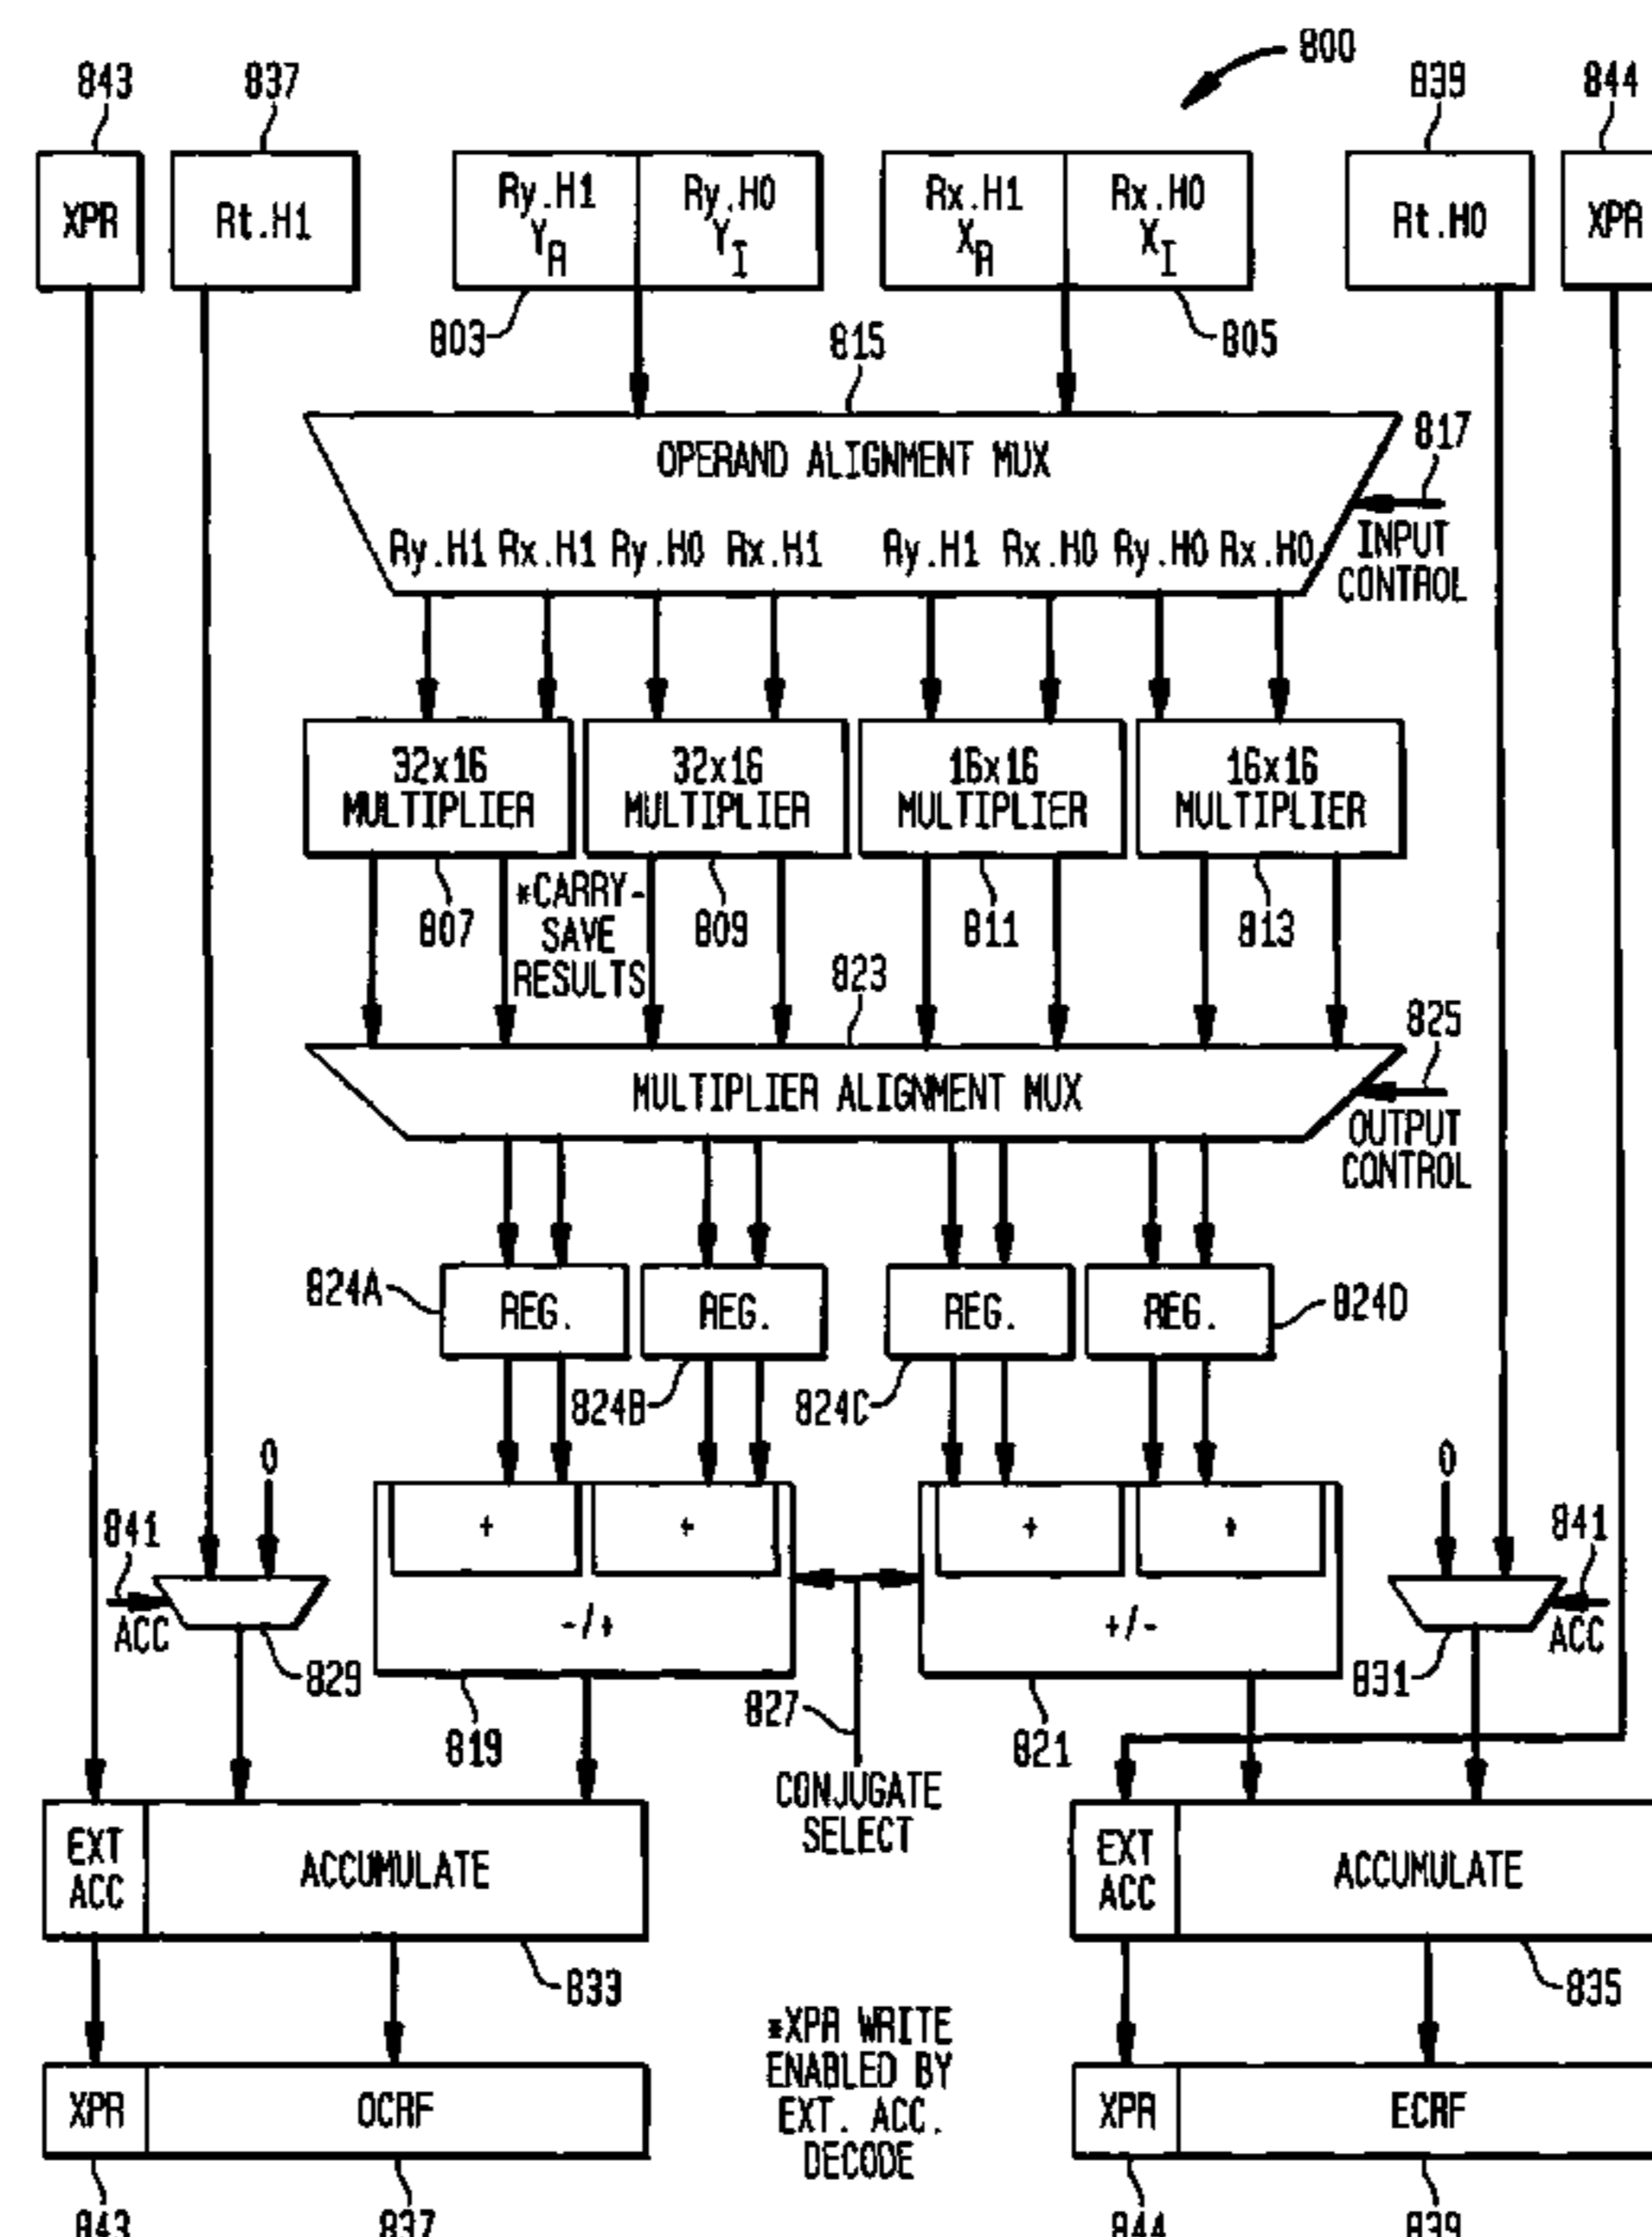 800
843 837 839 844
XPR Rt.H1 Ry.H1 Ry.H0 Rx.H1 Rx.H0 Rt.H0 XPR
YR YI XR XI
803 815 805
817
OPERAND ALIGNMENT MUX
Ry.H1 Rx.H1 Ry.H0 Rx.H1 Ry.H1 Rx.H0 Ry.H0 Rx.H0
INPUT
CONTROL
32x16 32x16 16x16 16x16
MULTIPLIER MULTIPLIER MULTIPLIER MULTIPLIER
807 809 811 813
*CARRY-
SAVE
RESULTS
823
825
MULTIPLIER ALIGNMENT MUX
OUTPUT
CONTROL
824A REG. REG. REG. REG. 824D
824B 824C
0 0
+ + + +
841 841
ACC -/+ +/- ACC
829 831
819 827 821
CONJUGATE
SELECT
EXT
ACC
ACCUMULATE
EXT
ACC
ACCUMULATE
833 835
*XPR WRITE
ENABLED BY
EXT. ACC.
DECODE
XPR OCRF XPR ECRF
843 837 844 839